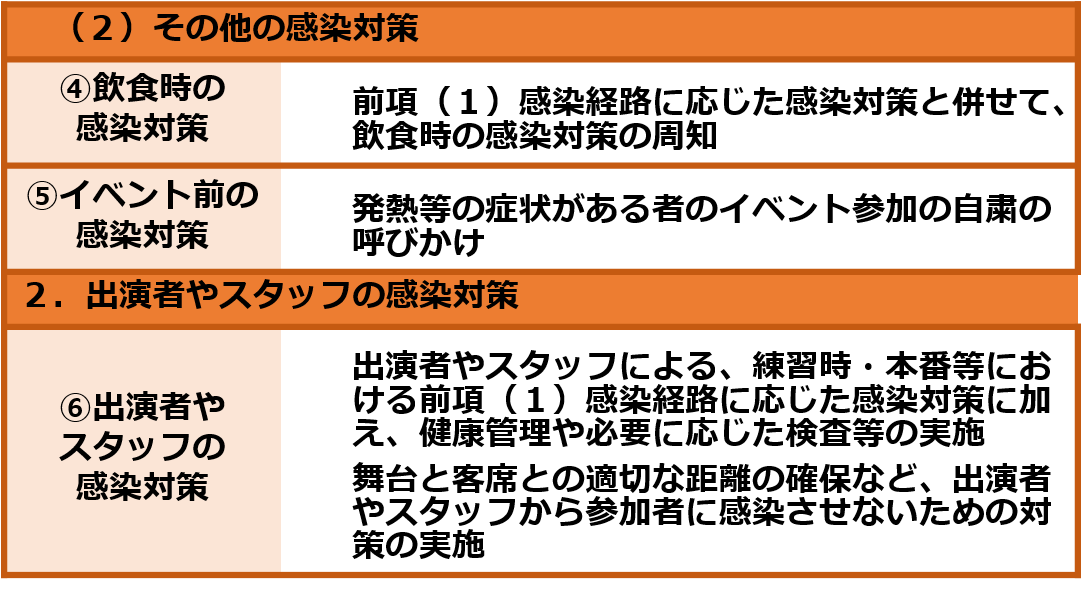 （２）その他の感染対策
④飲食時の
感染対策
前項（１）感染経路に応じた感染対策と併せて、
飲食時の感染対策の周知
⑤イベント前の
感染対策
発熱等の症状がある者のイベント参加の自粛の
呼びかけ
２．出演者やスタッフの感染対策
⑥出演者や
スタッフの
感染対策
出演者やスタッフによる、練習時・本番等にお
ける前項（１）感染経路に応じた感染対策に加
え、健康管理や必要に応じた検査等の実施
舞台と客席との適切な距離の確保など、出演者
やスタッフから参加者に感染させないための対
策の実施